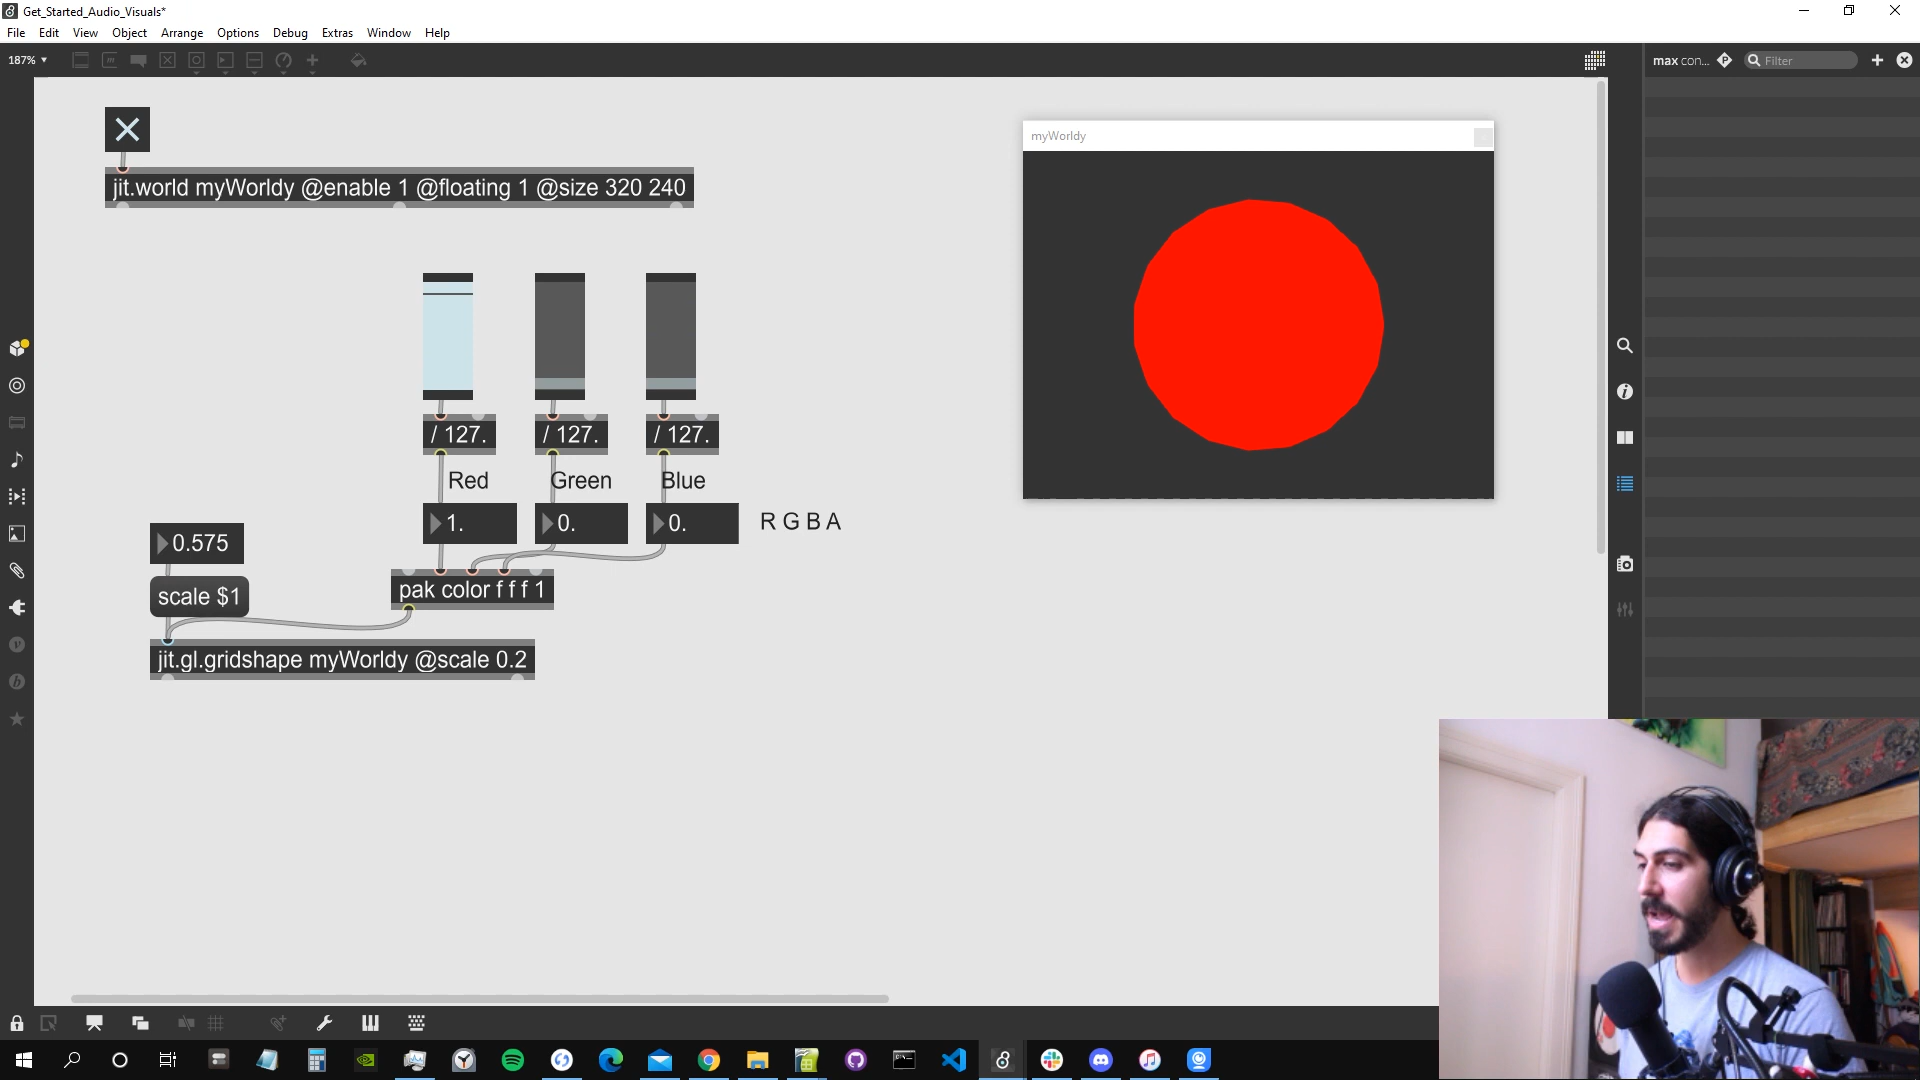 Get_Started_Audio_Visuals*
File Edit View Object Arrange Options Debug Extras Window Help
187%
max con... Filter
myWorldy
jit.world myWorldy @enable 1 @floating 1 @size 320 240
/ 127. / 127. / 127.
Red Green Blue
1. 0. 0. R G B A
0.575
scale $1
pak color f f f 1
jit.gl.gridshape myWorldy @scale 0.2